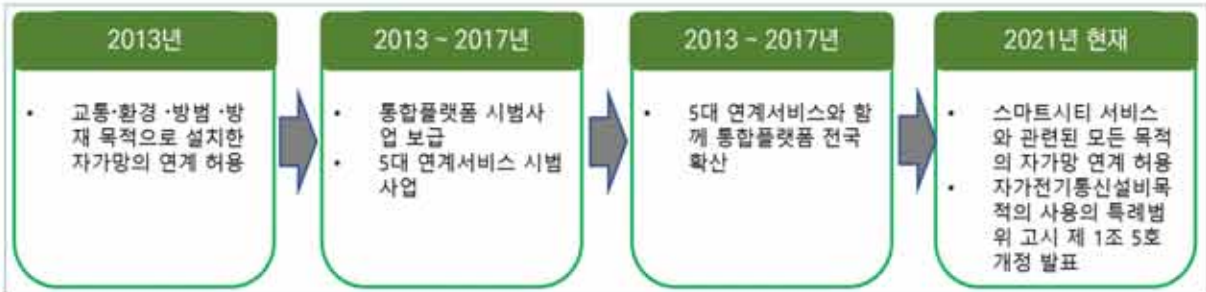 2013년
• 교통·환경 ·방범 ·방
재 목적으로 설치한
자가망의 연계 허용
2013 ~ 2017년
• 통합플랫폼 시범사
업 보급
• 5대 연계서비스 시범
사업
2013 ~ 2017년
• 5대 연계서비스와 함
께 통합플랫폼 전국
확산
2021년 현재
• 스마트시티 서비스
와 관련된 모든 목적
의 자가망 연계 허용
• 자가전기통신설비목
적의 사용의 특례범
위 고시 제 1조 5호
개정 발표